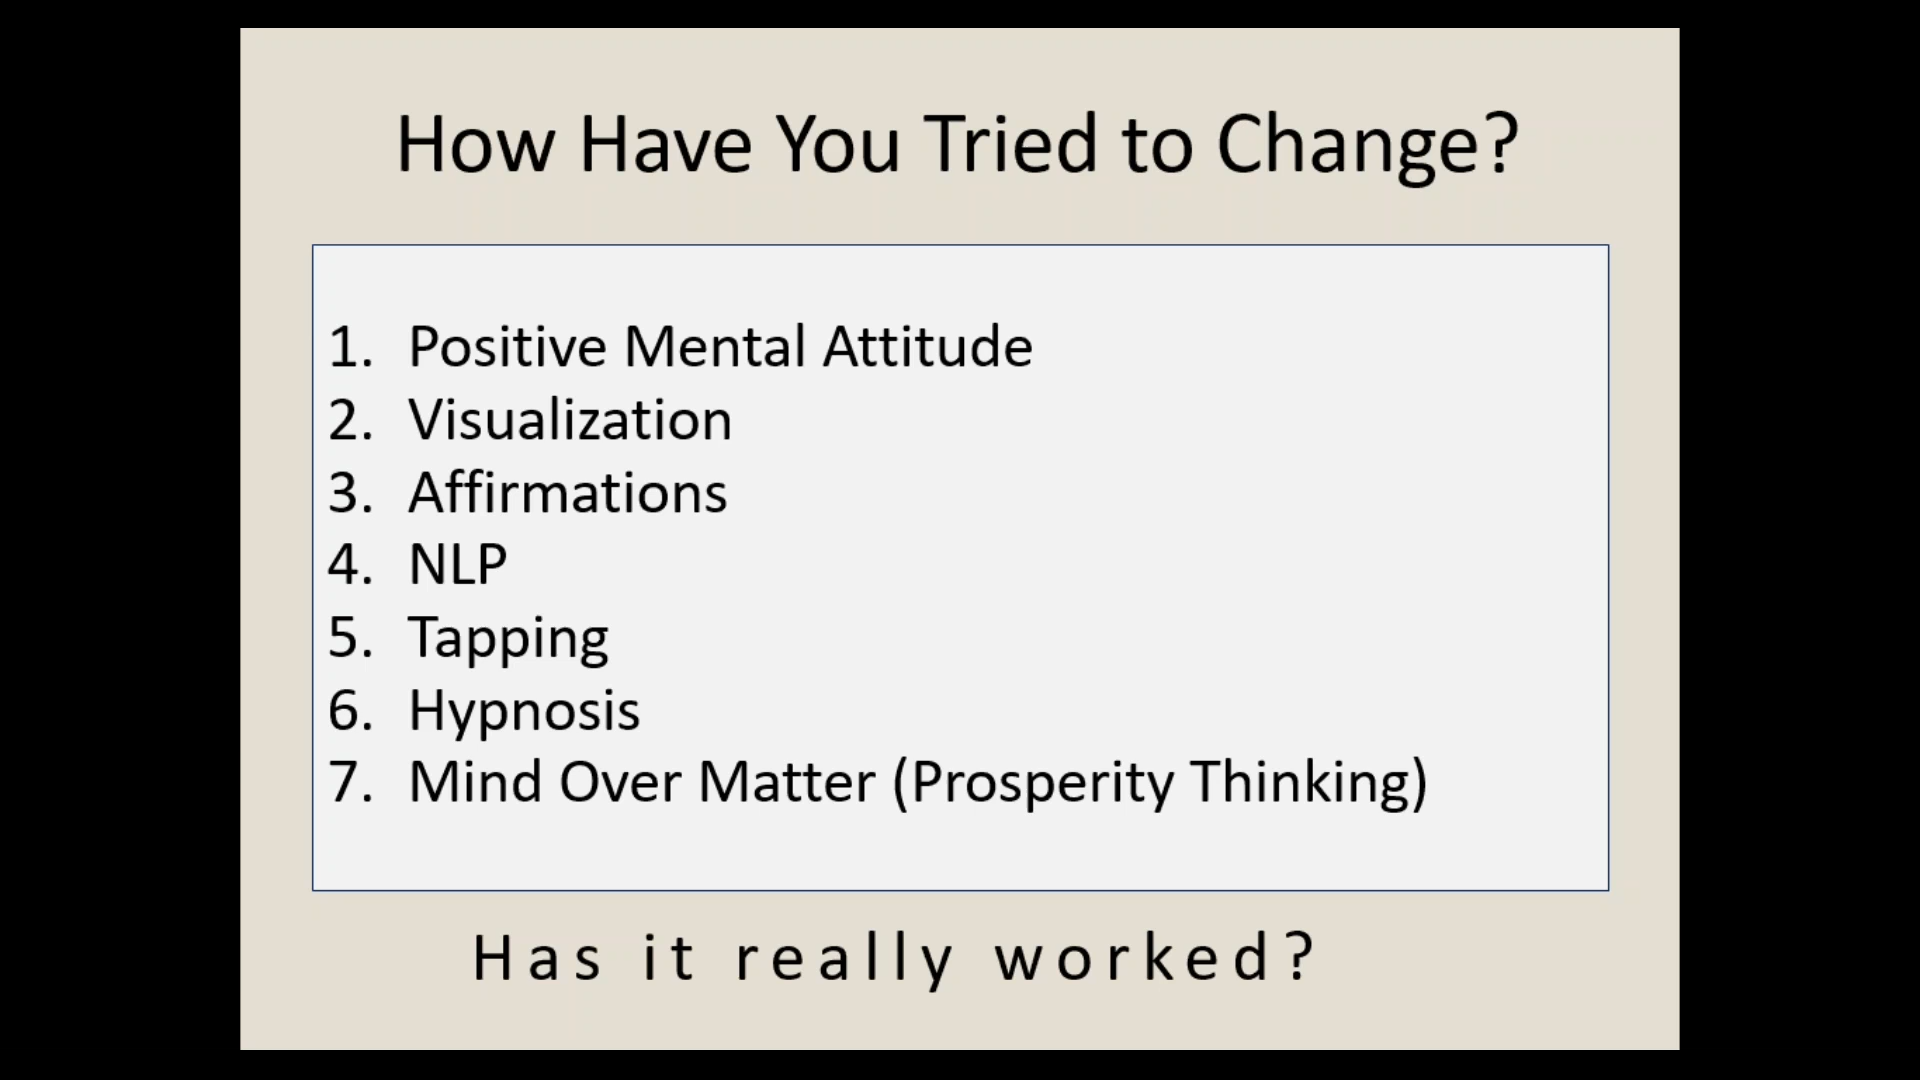 How Have You Tried to Change?
1. Positive Mental Attitude
2. Visualization
3. Affirmations
4. NLP
5. Tapping
6. Hypnosis
7. Mind Over Matter (Prosperity Thinking)
Has it really worked?